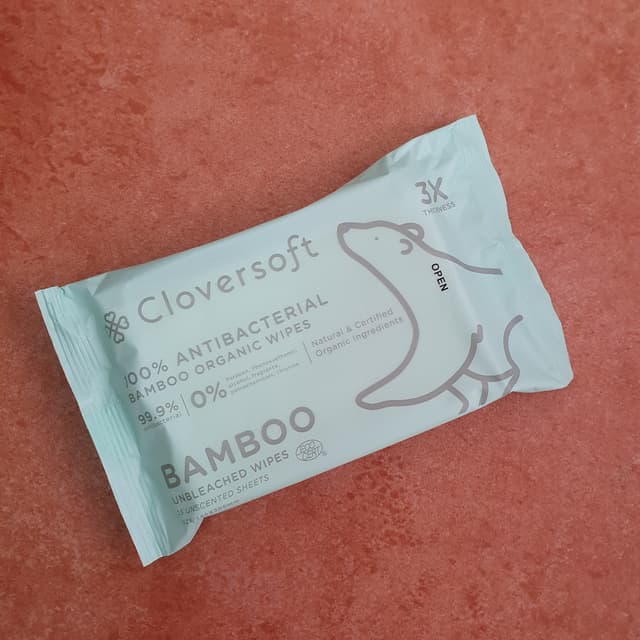 Cloversoft
100% ANTIBACTERIAL
BAMBOO ORGANIC WIPES
99.9%
0%
Natural & Certified
Organic Ingredients
BAMBOO
UNBLEACHED WIPES
UNSCENTED SHEETS
3X
THICKNESS
OPEN